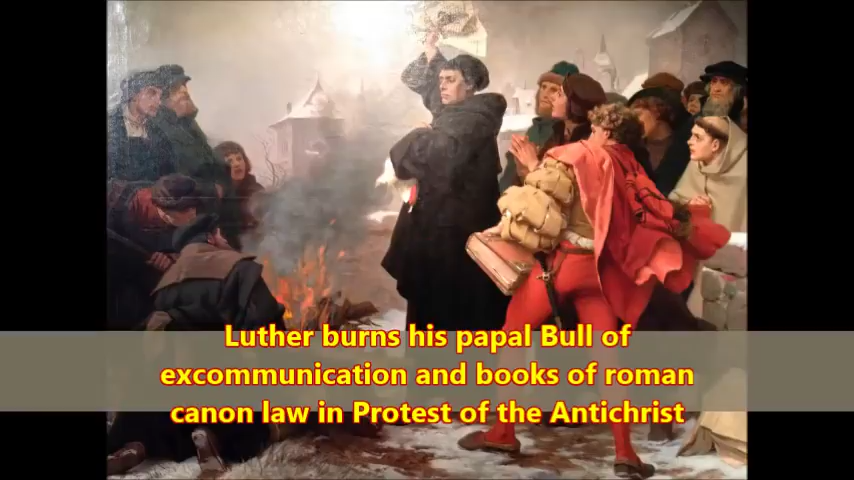 Luther burns his papal Bull of
excommunication and books of roman
canon law in Protest of the Antichrist